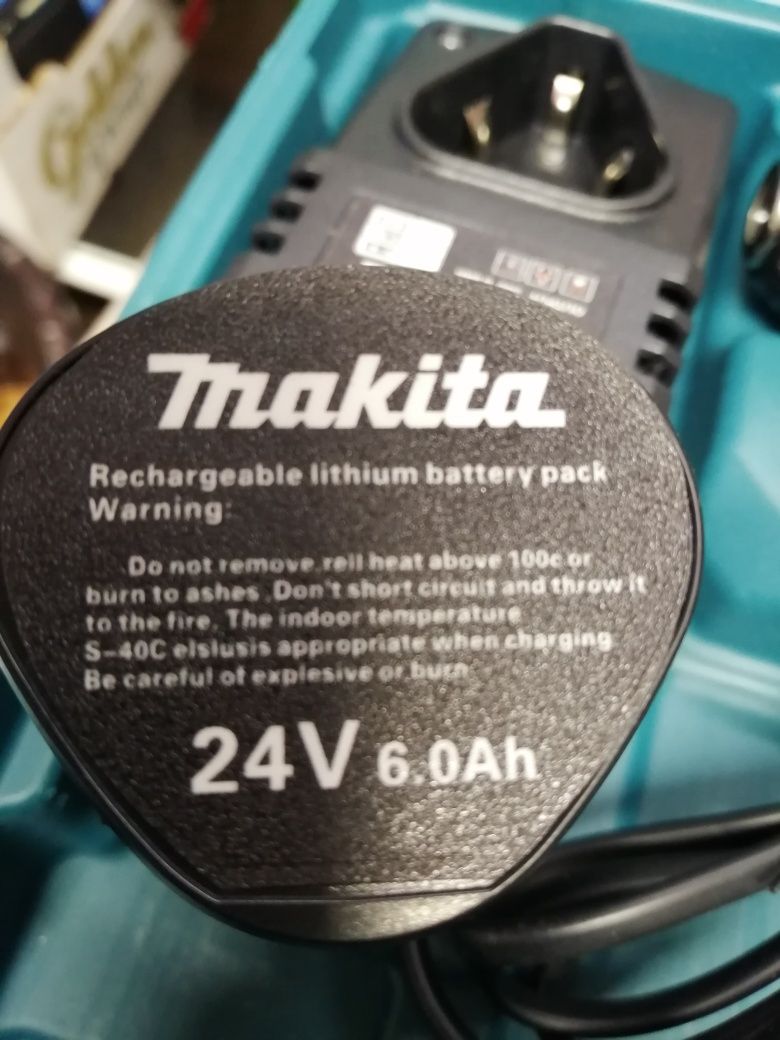 makita
Rechargeable lithium battery pack
Warning:
Do not remove.rell heat above 100c or
burn to ashes .Don't short circuit and throw it
to the fire. The indoor temperature
S-40C elslusis appropriate when charging
Be careful of explesive or burn
24V 6.0Ah